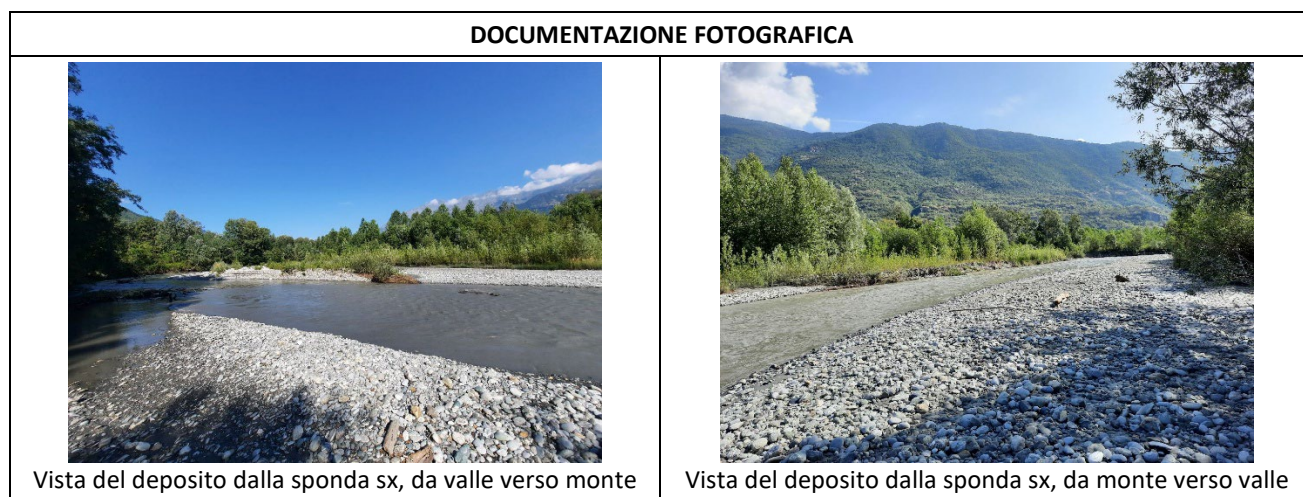 DOCUMENTAZIONE FOTOGRAFICA
Vista del deposito dalla sponda sx, da valle verso monte
Vista del deposito dalla sponda sx, da monte verso valle